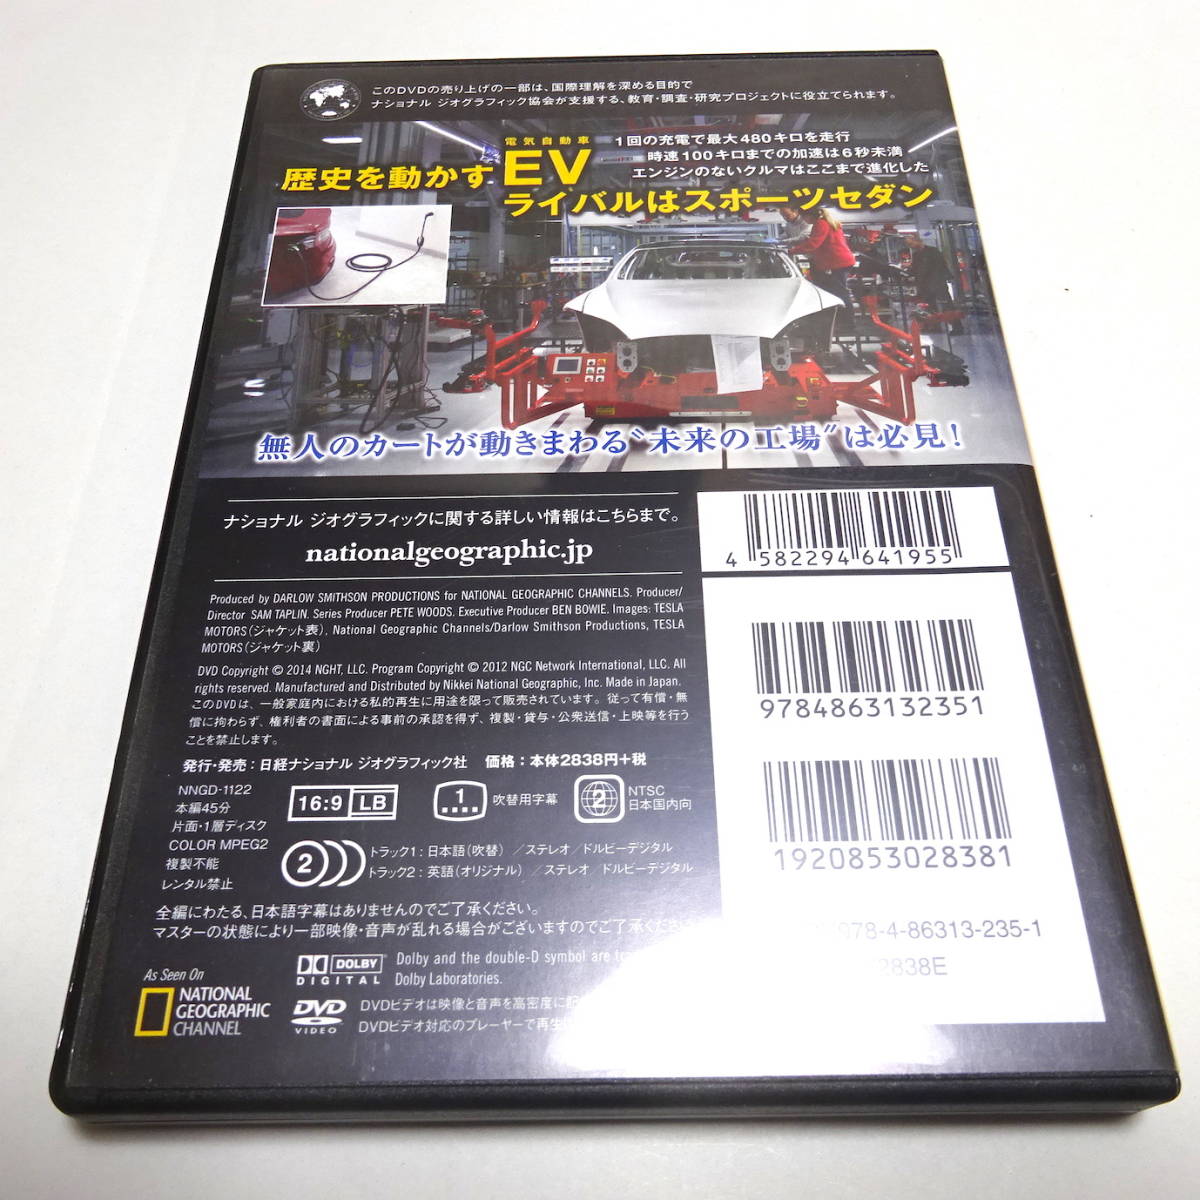 このDVDの売り上げの一部は、国際理解を深める目的で
ナショナル ジオグラフィック協会が支援する、教育・調査・研究プロジェクトに役立てられます。
歴史を動かす
電気自動車
EV
1回の充電で最大480キロを走行
時速100キロまでの加速は6秒未満
エンジンのないクルマはここまで進化した
ライバルはスポーツセダン
無人のカートが動きまわる“未来の工場”は必見!
ナショナル ジオグラフィックに関する詳しい情報はこちらまで。
nationalgeographic.jp
Produced by DARLOW SMITHSON PRODUCTIONS for NATIONAL GEOGRAPHIC CHANNELS. Producer/
Director SAM TAPLIN. Series Producer PETE WOODS. Executive Producer BEN BOWIE. Images: TESLA
MOTORS(ジャケット表), National Geographic Channels/Darlow Smithson Productions, TESLA
MOTORS(ジャケット裏)
DVD Copyright © 2014 NGHT, LLC. Program Copyright © 2012 NGC Network International, LLC. All
rights reserved. Manufactured and Distributed by Nikkei National Geographic, Inc. Made in Japan.
このDVDは、一般家庭内における私的再生に用途を限って販売されています。従って有償・無
償に拘わらず、権利者の書面による事前の承認を得ず、複製・貸与・公衆送信・上映等を行う
ことを禁止します。
発行・発売:日経ナショナル ジオグラフィック社 価格:本体2838円+税
NNGD-1122
本編45分
片面・1層ディスク
COLOR MPEG2
複製不能
レンタル禁止
16:9 LB
1 吹替用字幕
2 NTSC
日本国内向
2
トラック1:日本語(吹替) /ステレオ /ドルビーデジタル
トラック2:英語(オリジナル) /ステレオ /ドルビーデジタル
全編にわたる、日本語字幕はありませんのでご了承ください。
マスターの状態により一部映像・音声が乱れる場合がございますのでご了承くださ
As Seen On
NATIONAL
GEOGRAPHIC
CHANNEL
DOLBY
DIGITAL
Dolby and the double-D symbol are
Dolby Laboratories.
DVD
VIDEO
DVDビデオは映像と音声を高密度に
DVDビデオ対応のプレーヤーで再生
4 582294 641955
9784863132351
1920853028381
978-4-86313-235-1
2838E